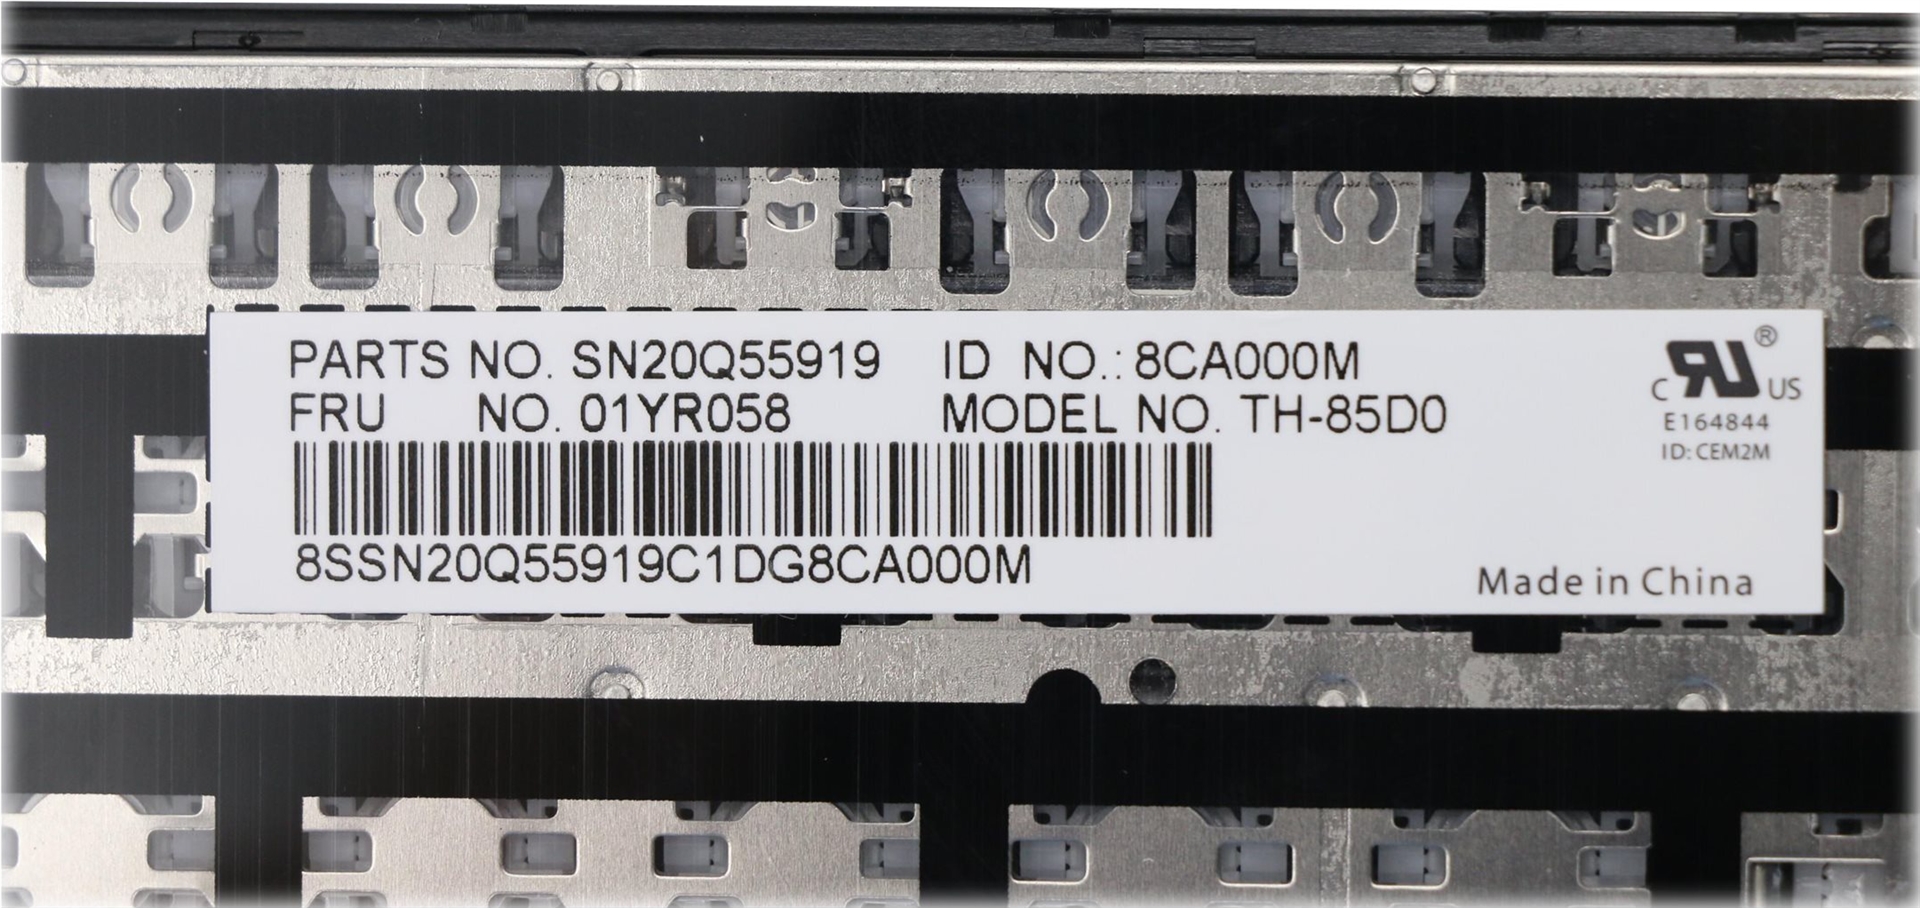 PARTS NO. SN20Q55919 ID NO.: 8CA000M
FRU NO. 01YR058 MODEL NO. TH-85D0
8SSN20Q55919C1DG8CA000M
c RU ® US
E164844
ID: CEM2M
Made in China